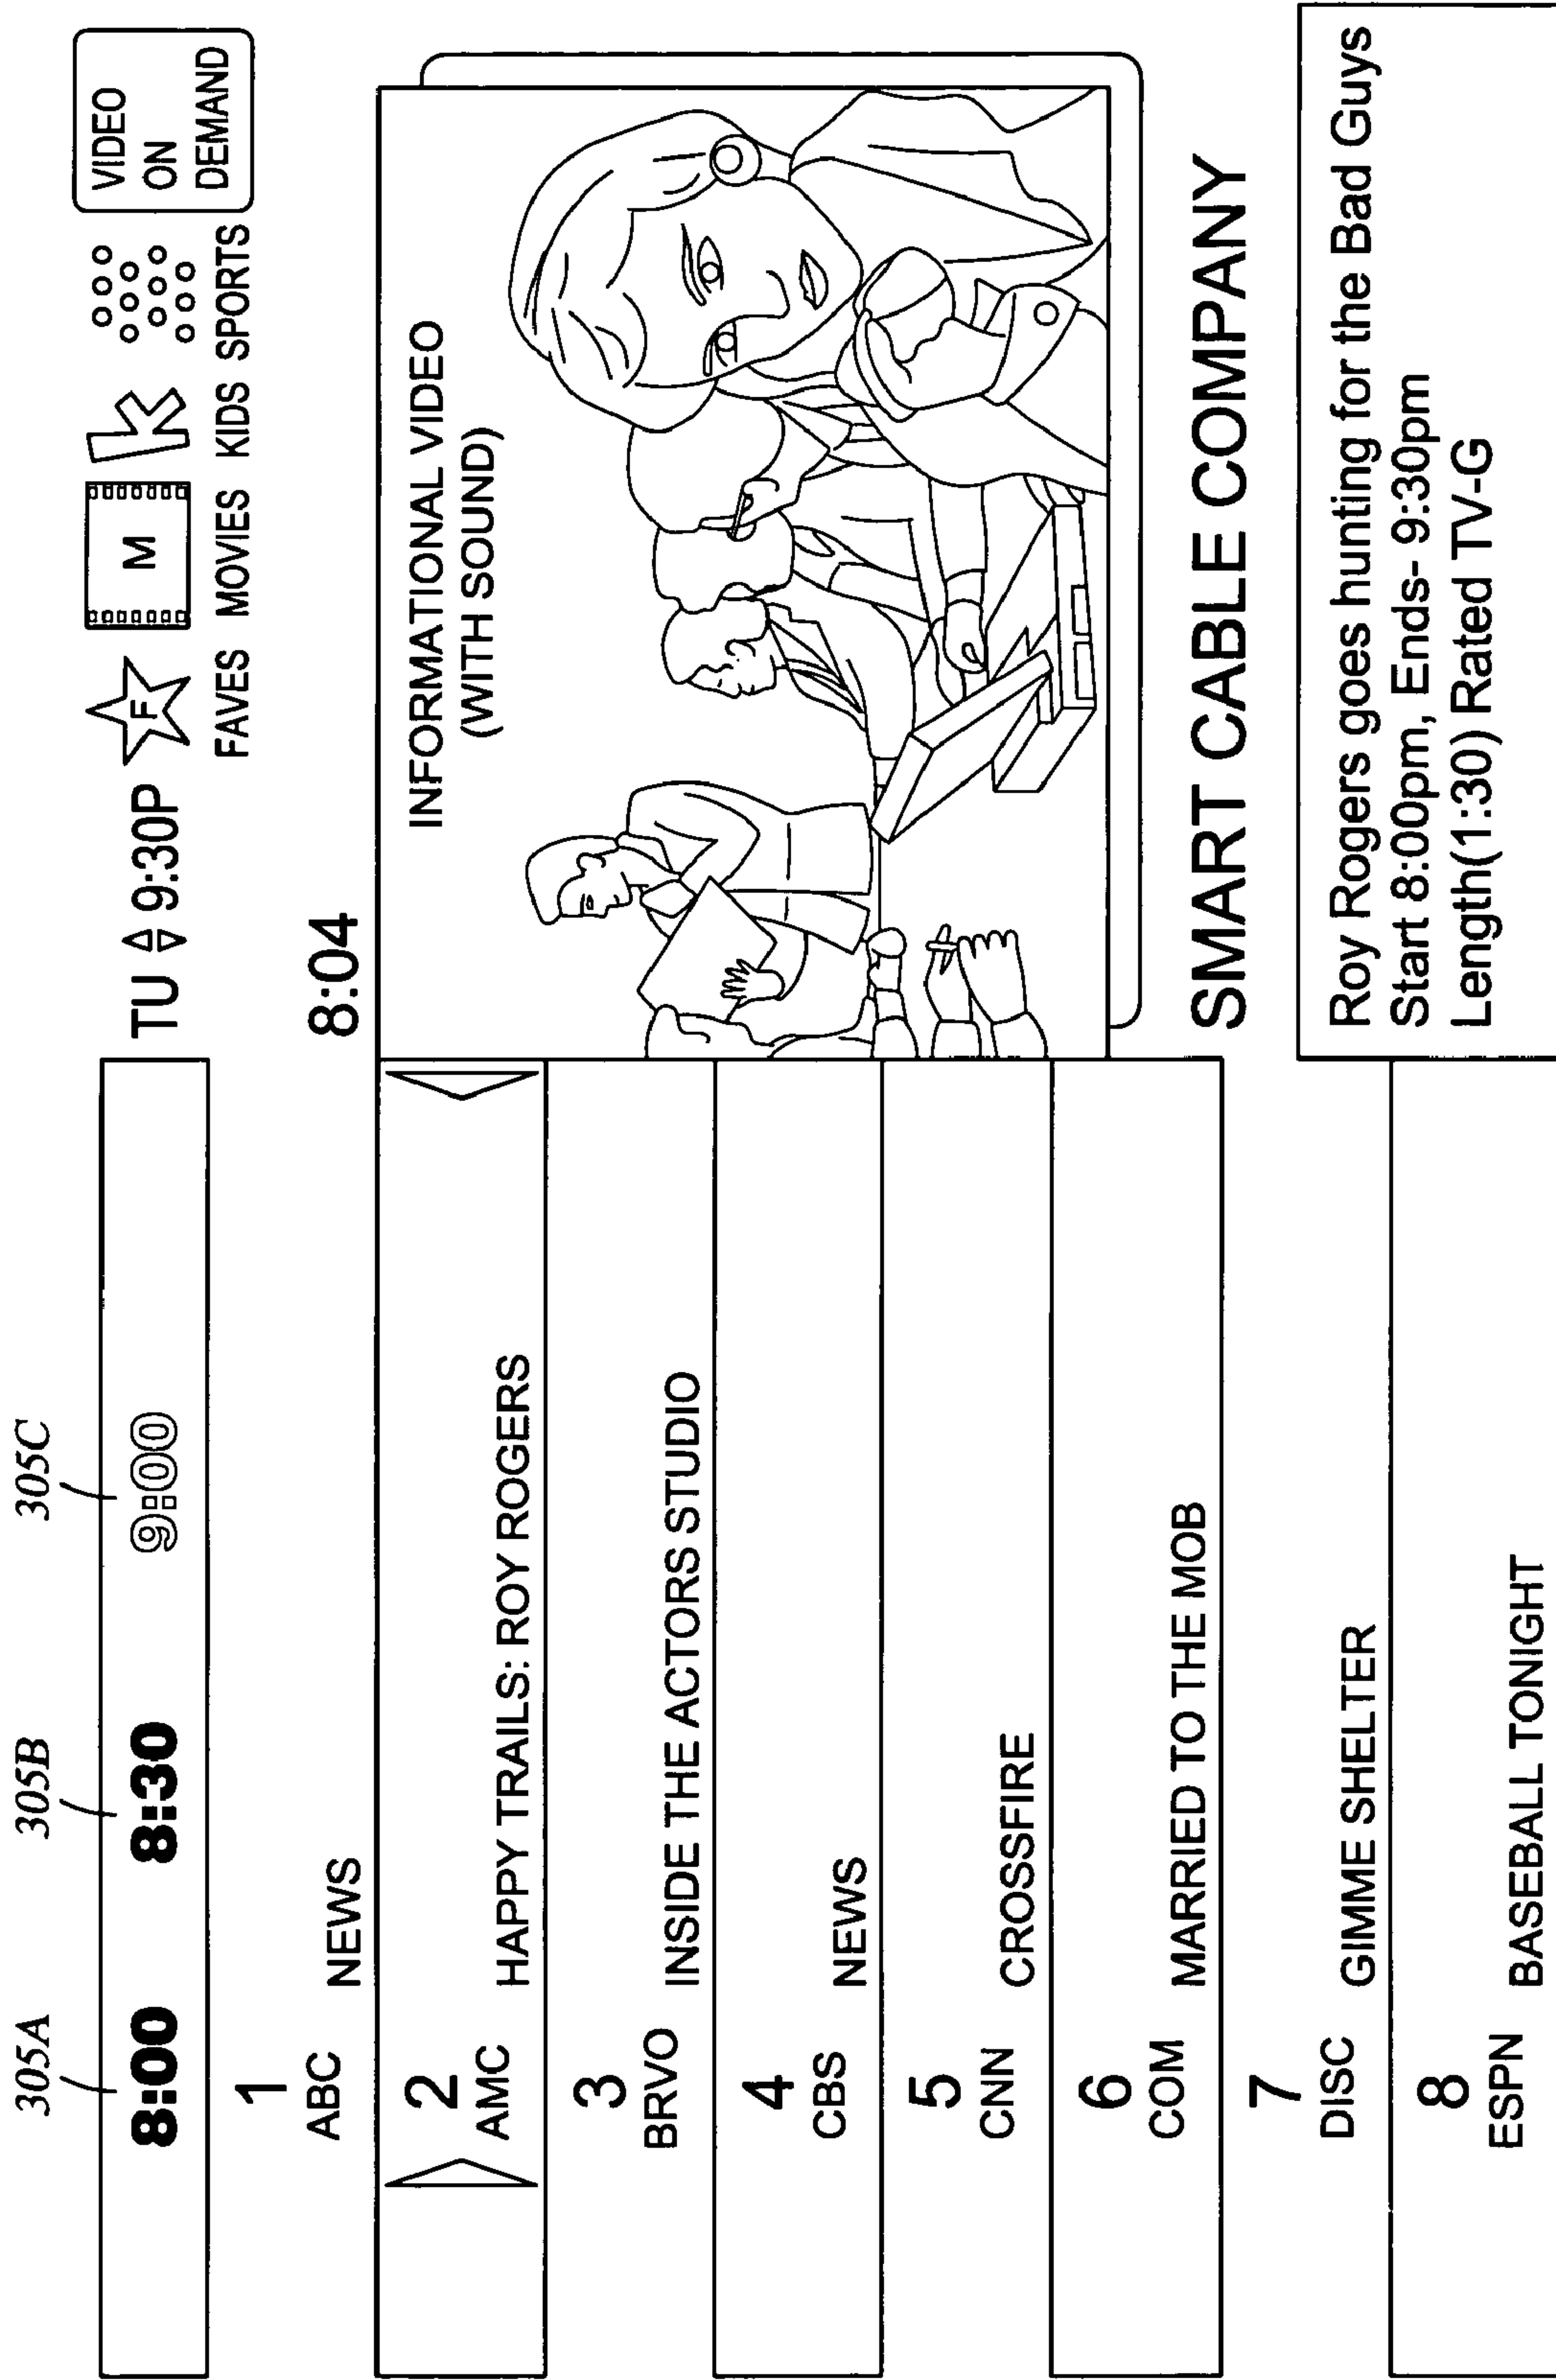 305A 305B 305C
8:00 8:30 9:00
TU 9:30P
F
M
K
FAVES MOVIES KIDS SPORTS
VIDEO
ON
DEMAND
8:04
1
ABC NEWS
2
AMC HAPPY TRAILS: ROY ROGERS
3
BRVO INSIDE THE ACTORS STUDIO
4
CBS NEWS
5
CNN CROSSFIRE
6
COM MARRIED TO THE MOB
7
DISC GIMME SHELTER
8
ESPN BASEBALL TONIGHT
INFORMATIONAL VIDEO
(WITH SOUND)
SMART CABLE COMPANY
Roy Rogers goes hunting for the Bad Guys
Start 8:00pm, Ends- 9:30pm
Length(1:30) Rated TV-G